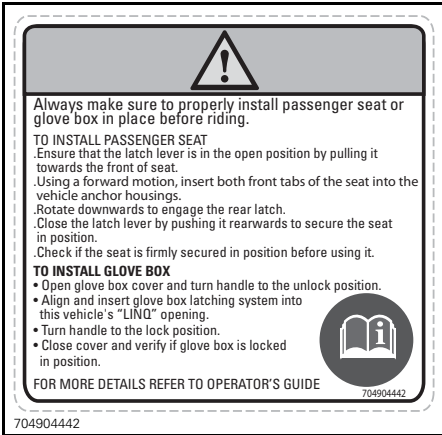 Always make sure to properly install passenger seat or
glove box in place before riding.
TO INSTALL PASSENGER SEAT
.Ensure that the latch lever is in the open position by pulling it
towards the front of seat.
.Using a forward motion, insert both front tabs of the seat into the
vehicle anchor housings.
.Rotate downwards to engage the rear latch.
.Close the latch lever by pushing it rearwards to secure the seat
in position.
.Check if the seat is firmly secured in position before using it.
TO INSTALL GLOVE BOX
• Open glove box cover and turn handle to the unlock position.
• Align and insert glove box latching system into
this vehicle's "LINQ" opening.
• Turn handle to the lock position.
• Close cover and verify if glove box is locked
in position.
FOR MORE DETAILS REFER TO OPERATOR'S GUIDE
704904442
704904442